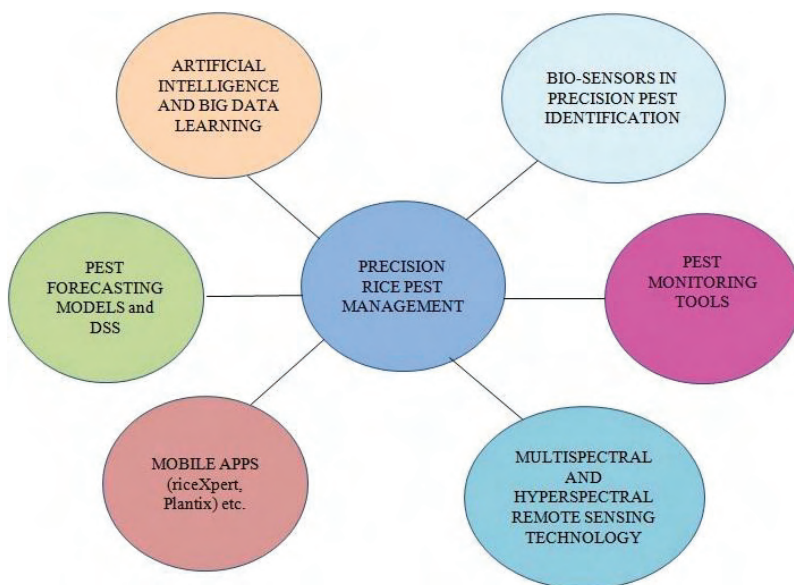 ARTIFICIAL
INTELLIGENCE
AND BIG DATA
LEARNING
BIO-SENSORS IN
PRECISION PEST
IDENTIFICATION
PEST
FORECASTING
MODELS and
DSS
PRECISION
RICE PEST
MANAGEMENT
PEST
MONITORING
TOOLS
MOBILE APPS
(riceXpert,
Plantix) etc.
MULTISPECTRAL
AND
HYPERSPECTRAL
REMOTE SENSING
TECHNOLOGY